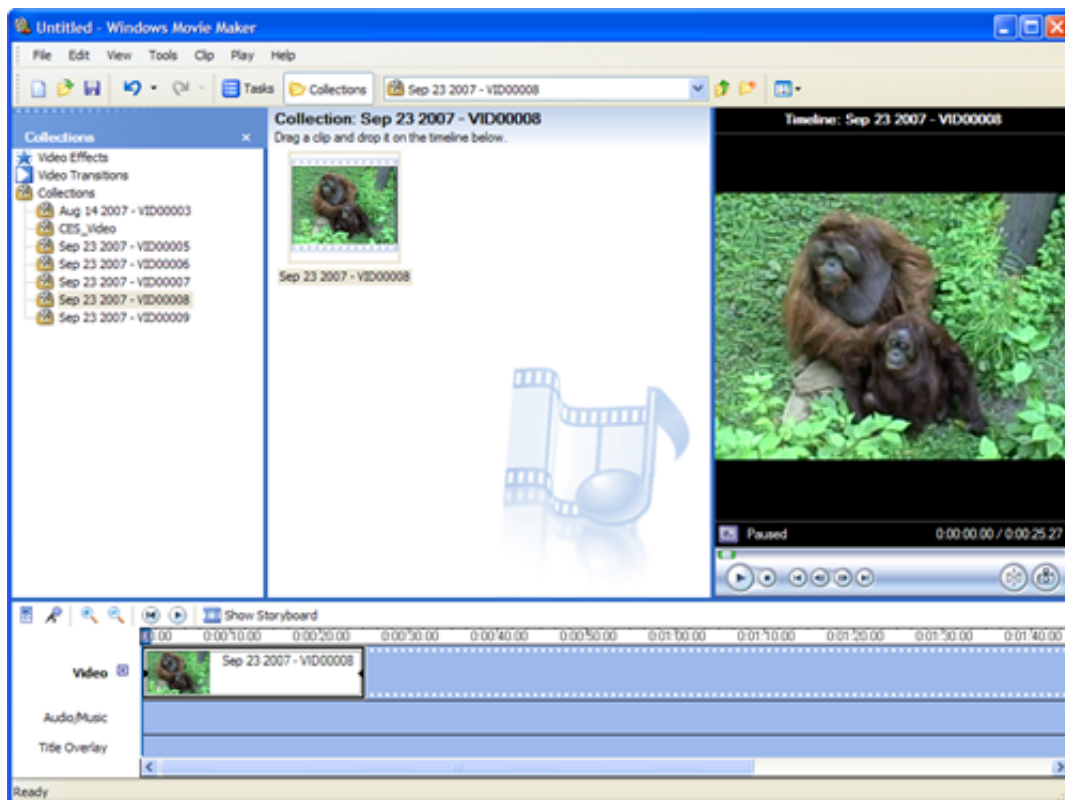 Untitled - Windows Movie Maker
File Edit View Tools Clip Play Help
Tasks Collections Sep 23 2007 - VID00008
Collections
Video Effects
Video Transitions
Collections
Aug 14 2007 - VID00003
CES_Video
Sep 23 2007 - VID00005
Sep 23 2007 - VID00006
Sep 23 2007 - VID00007
Sep 23 2007 - VID00008
Sep 23 2007 - VID00009
Collection: Sep 23 2007 - VID00008
Drag a clip and drop it on the timeline below.
Sep 23 2007 - VID00008
Timeline: Sep 23 2007 - VID00008
Paused 0:00:00.00 / 0:00:25.27
Show Storyboard
0:00:10.00 0:00:20.00 0:00:30.00 0:00:40.00 0:00:50.00 0:01:00.00 0:01:10.00 0:01:20.00 0:01:30.00 0:01:40.00
Video Sep 23 2007 - VID00008
Audio/Music
Title Overlay
Ready